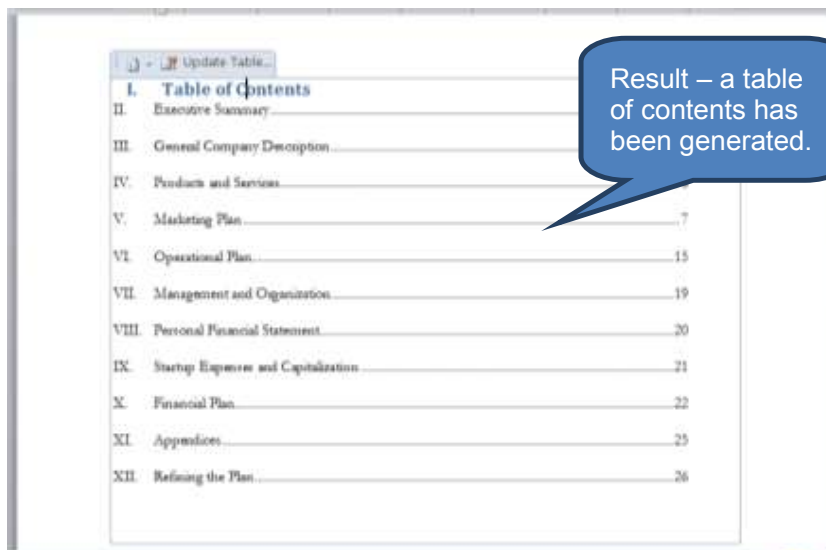 Update Table...
I. Table of Contents
II. Executive Summary
III. General Company Description
IV. Products and Services
V. Marketing Plan 7
VI. Operational Plan 15
VII. Management and Organization 19
VIII. Personal Financial Statement 20
IX. Startup Expenses and Capitalization 21
X. Financial Plan 22
XI. Appendices 25
XII. Refining the Plan 26
Result – a table
of contents has
been generated.